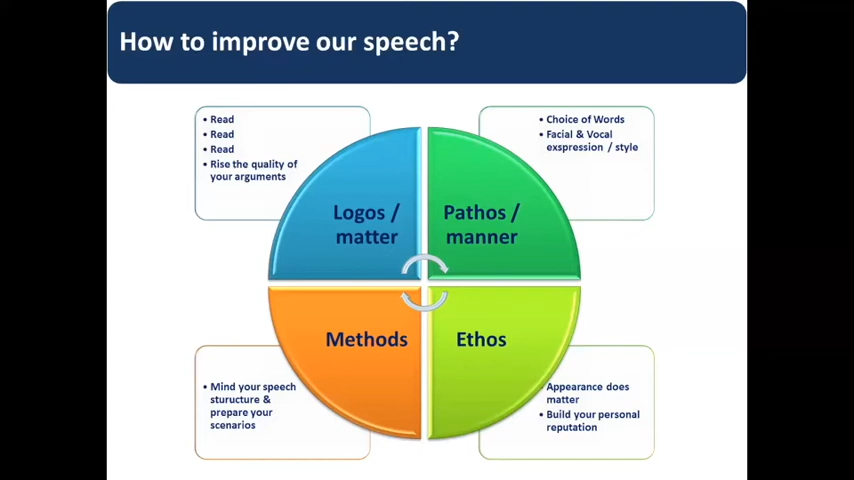 How to improve our speech?
• Read
• Read
• Read
• Rise the quality of
your arguments
• Choice of Words
• Facial & Vocal
exspression / style
Logos /
matter
Pathos /
manner
Methods
Ethos
• Mind your speech
sturucture &
prepare your
scenarios
• Appearance does
matter
• Build your personal
reputation